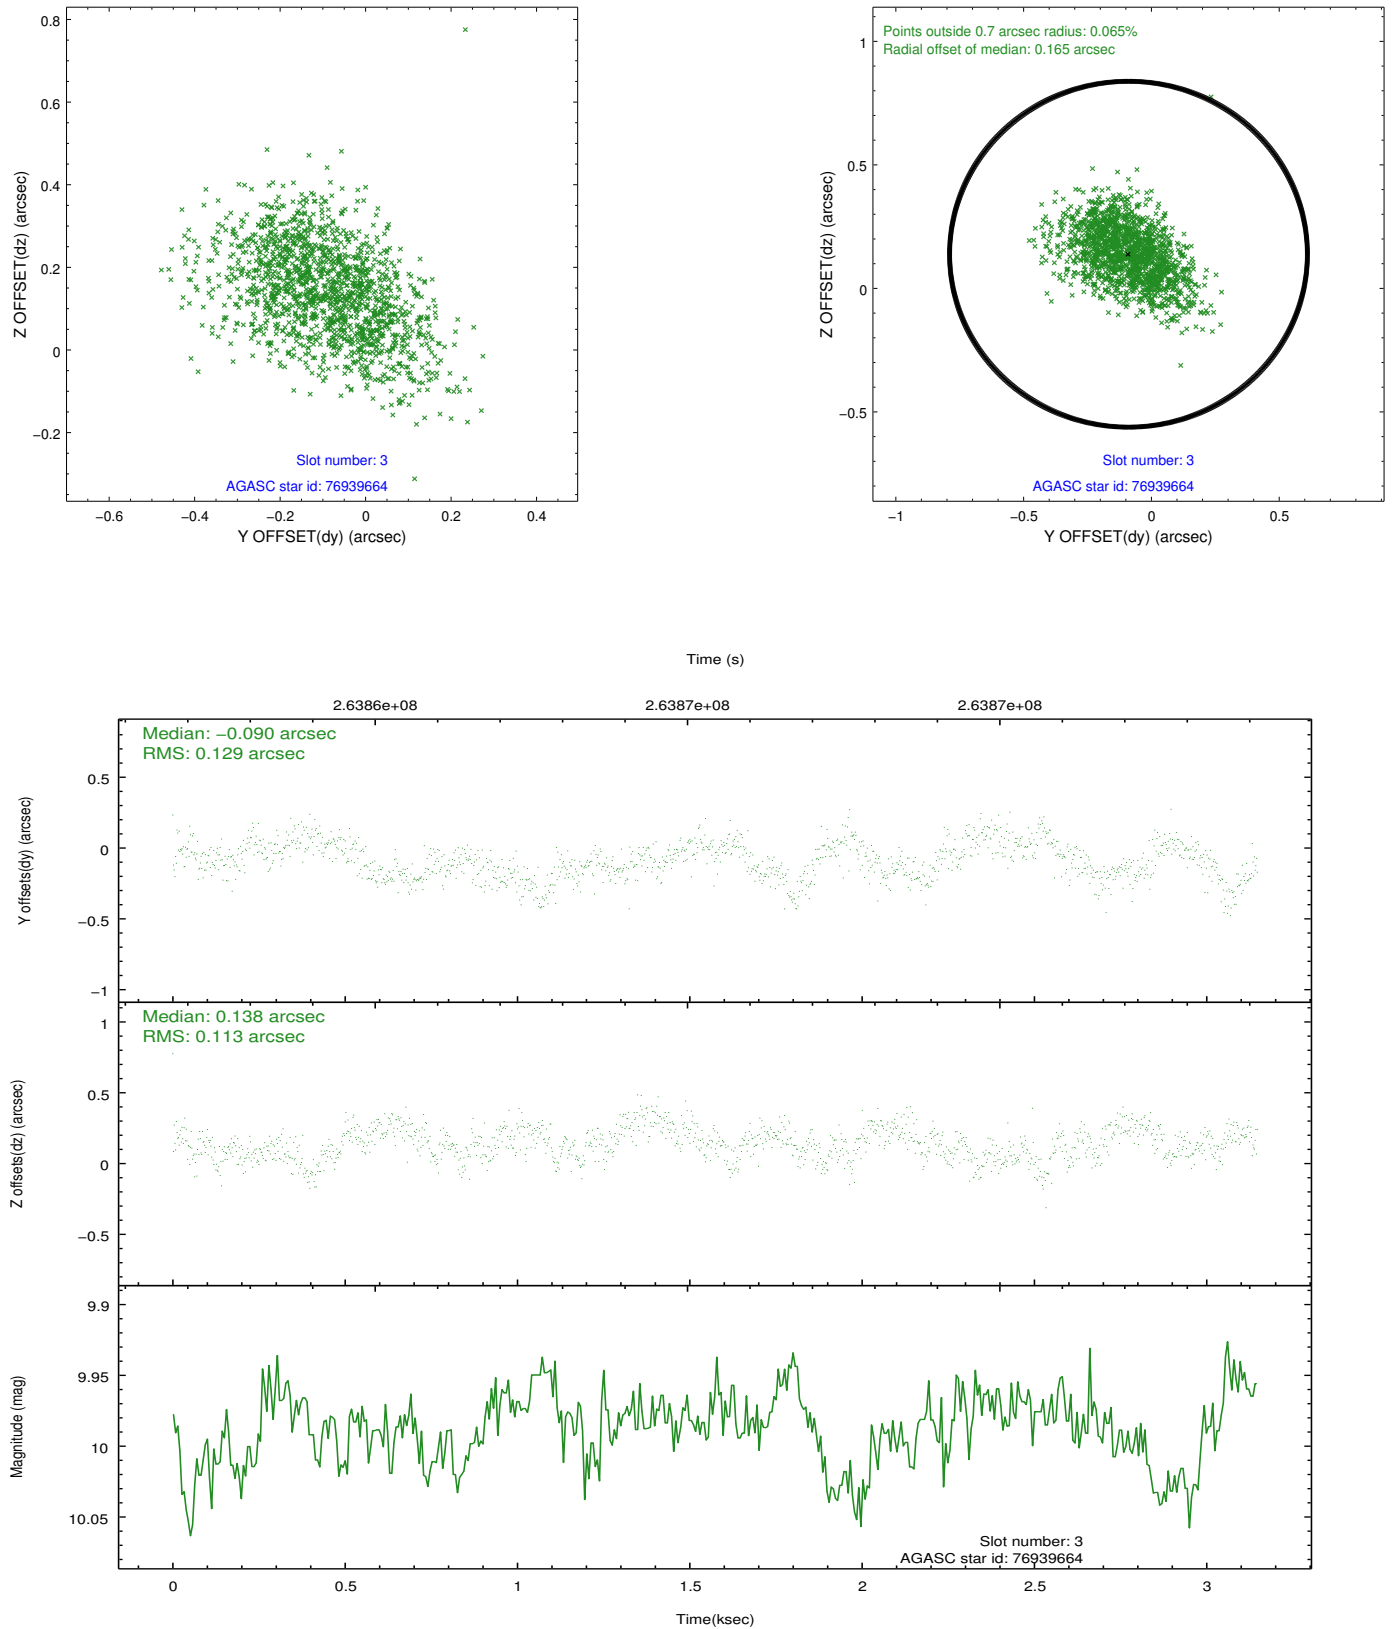 0.8
0.6
0.4
0.2
0
−0.2
Z OFFSET(dz) (arcsec)
Slot number: 3
AGASC star id: 76939664
−0.6 −0.4 −0.2 0 0.2 0.4
Y OFFSET(dy) (arcsec)
Points outside 0.7 arcsec radius: 0.065%
Radial offset of median: 0.165 arcsec
1
0.5
0
−0.5
Z OFFSET(dz) (arcsec)
Slot number: 3
AGASC star id: 76939664
−1 −0.5 0 0.5
Y OFFSET(dy) (arcsec)
Time (s)
2.6386e+08 2.6387e+08 2.6387e+08
Median: −0.090 arcsec
RMS: 0.129 arcsec
0.5
0
−0.5
−1
Y offsets(dy) (arcsec)
Median: 0.138 arcsec
RMS: 0.113 arcsec
1
0.5
0
−0.5
Z offsets(dz) (arcsec)
9.9
9.95
10
10.05
Magnitude (mag)
Slot number: 3
AGASC star id: 76939664
0 0.5 1 1.5 2 2.5 3
Time(ksec)